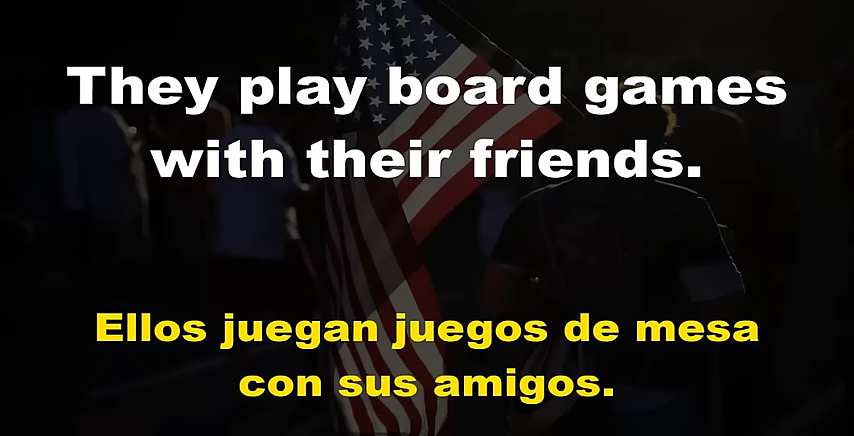 They play board games
with their friends.
Ellos juegan juegos de mesa
con sus amigos.